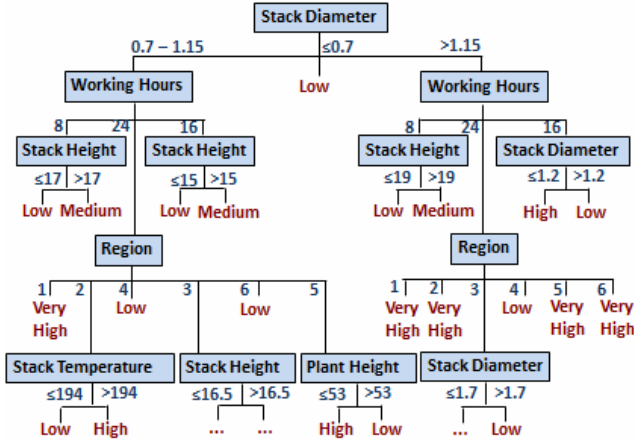 Stack Diameter
0.7 – 1.15 ≤0.7 >1.15
Working Hours Low Working Hours
8 24 16 8 24 16
Stack Height Stack Height Stack Height Stack Diameter
≤17 >17 ≤15 >15 ≤19 >19 ≤1.2 >1.2
Low Medium Low Medium Low Medium High Low
Region Region
1 2 4 3 6 5 1 2 3 4 5 6
Very High Low Low Very High Very High Low Very High Very High
Stack Temperature Stack Height Plant Height Stack Diameter
≤194 >194 ≤16.5 >16.5 ≤53 >53 ≤1.7 >1.7
Low High ... ... High Low ... Low